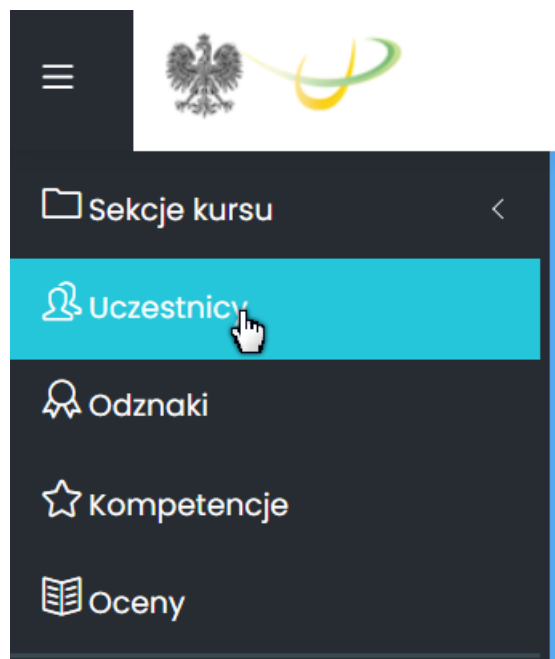 Sekcje kursu
Uczestnicy
Odznaki
Kompetencje
Oceny